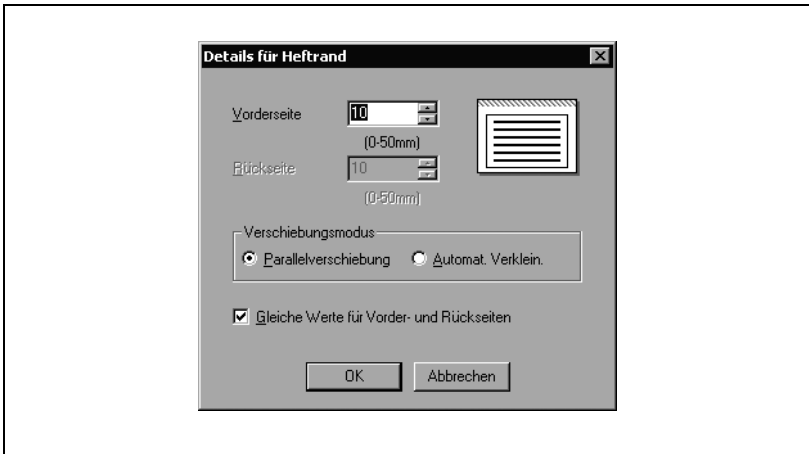 Details für Heftrand
Vorderseite 10
(0-50mm)
Rückseite 10
(0-50mm)
Verschiebungsmodus
Parallelverschiebung Automat. Verklein.
Gleiche Werte für Vorder- und Rückseiten
OK Abbrechen